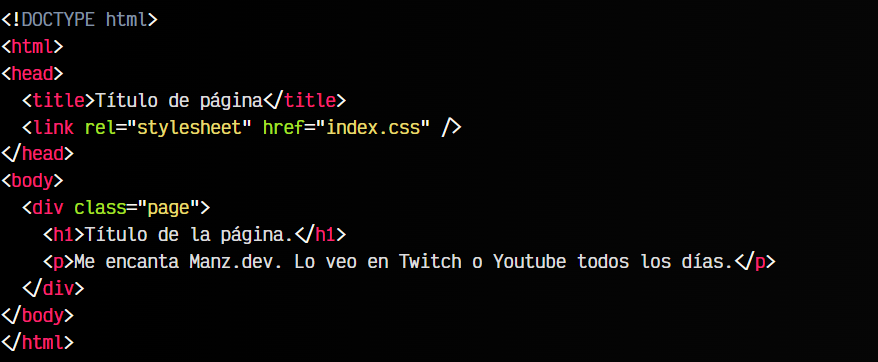 <!DOCTYPE html>
<html>
<head>
  <title>Título de página</title>
  <link rel="stylesheet" href="index.css" />
</head>
<body>
  <div class="page">
    <h1>Título de la página.</h1>
    <p>Me encanta Manz.dev. Lo veo en Twitch o Youtube todos los días.</p>
  </div>
</body>
</html>